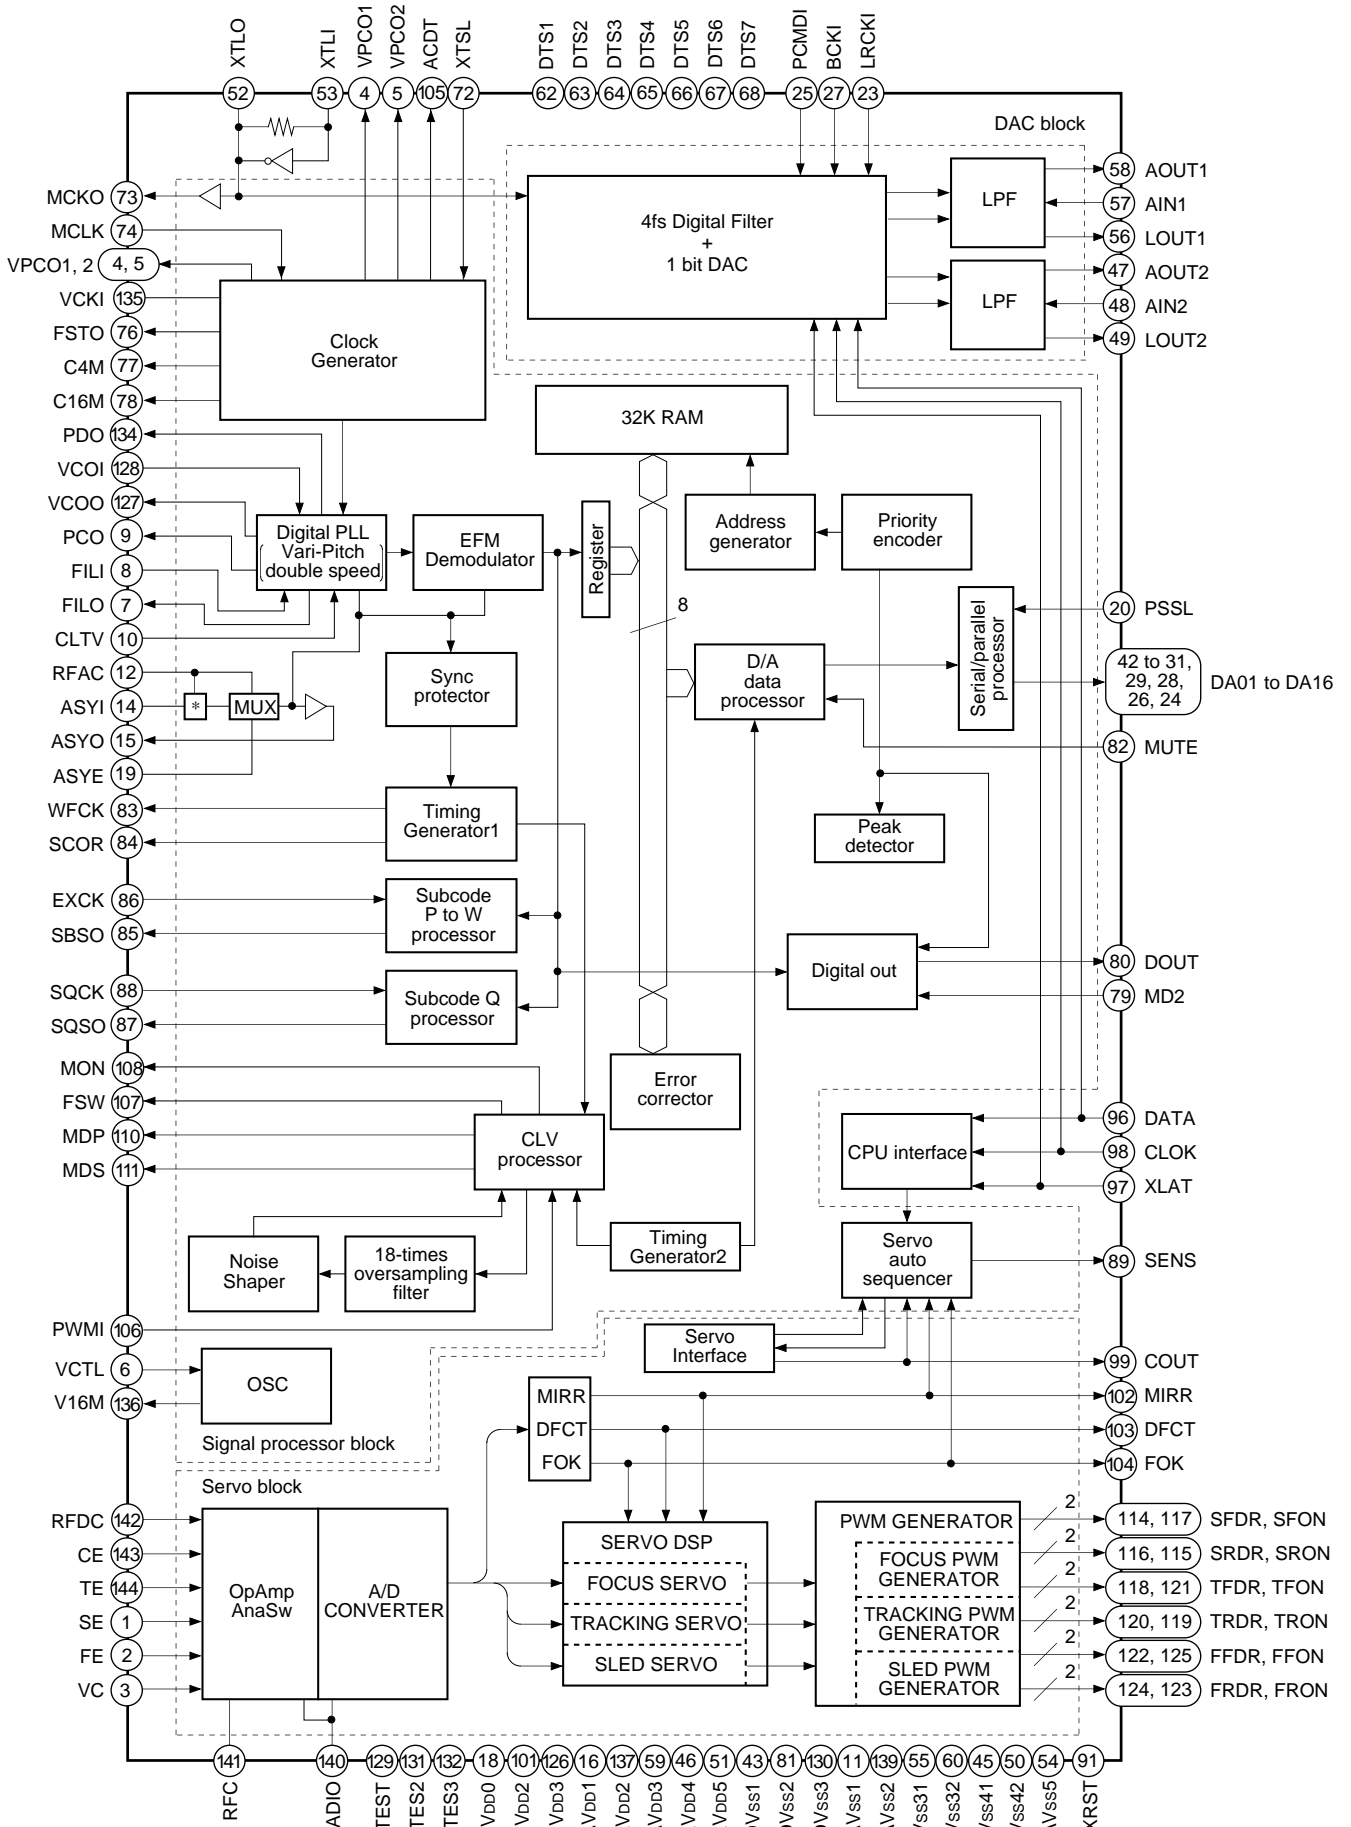 XTLO
XTLI
VPCO1
VPCO2
ACDT
XTSL
DTS1
DTS2
DTS3
DTS4
DTS5
DTS6
DTS7
PCMDI
BCKI
LRCKI
52
53
4
5
105
72
62
63
64
65
66
67
68
25
27
23
DAC block
MCKO 73
MCLK 74
VPCO1, 2 4, 5
VCKI 135
FSTO 76
C4M 77
C16M 78
PDO 134
VCOI 128
VCOO 127
PCO 9
FILI 8
FILO 7
CLTV 10
RFAC 12
ASYI 14
ASYO 15
ASYE 19
WFCK 83
SCOR 84
EXCK 86
SBSO 85
SQCK 88
SQSO 87
MON 108
FSW 107
MDP 110
MDS 111
PWMI 106
VCTL 6
V16M 136
RFDC 142
CE 143
TE 144
SE 1
FE 2
VC 3
4fs Digital Filter
+
1 bit DAC
LPF
LPF
Clock
Generator
32K RAM
Address
generator
Priority
encoder
Digital PLL
Vari-Pitch
double speed
EFM
Demodulator
Register
8
Serial/parallel
processor
D/A
data
processor
Sync
protector
*
MUX
Timing
Generator1
Peak
detector
Subcode
P to W
processor
Digital out
Subcode Q
processor
Error
corrector
CLV
processor
CPU interface
Timing
Generator2
Servo
auto
sequencer
Noise
Shaper
18-times
oversampling
filter
Servo
Interface
OSC
Signal processor block
MIRR
DFCT
FOK
Servo block
OpAmp
AnaSw
A/D
CONVERTER
SERVO DSP
FOCUS SERVO
TRACKING SERVO
SLED SERVO
PWM GENERATOR
FOCUS PWM
GENERATOR
TRACKING PWM
GENERATOR
SLED PWM
GENERATOR
2
2
2
2
2
2
58 AOUT1
57 AIN1
56 LOUT1
47 AOUT2
48 AIN2
49 LOUT2
20 PSSL
42 to 31,
29, 28,
26, 24
DA01 to DA16
82 MUTE
80 DOUT
79 MD2
96 DATA
98 CLOK
97 XLAT
89 SENS
99 COUT
102 MIRR
103 DFCT
104 FOK
114, 117 SFDR, SFON
116, 115 SRDR, SRON
118, 121 TFDR, TFON
120, 119 TRDR, TRON
122, 125 FFDR, FFON
124, 123 FRDR, FRON
141
140
129
131
132
18
101
126
16
137
59
46
51
43
81
130
11
139
55
60
45
50
54
91
RFC
ADIO
TEST